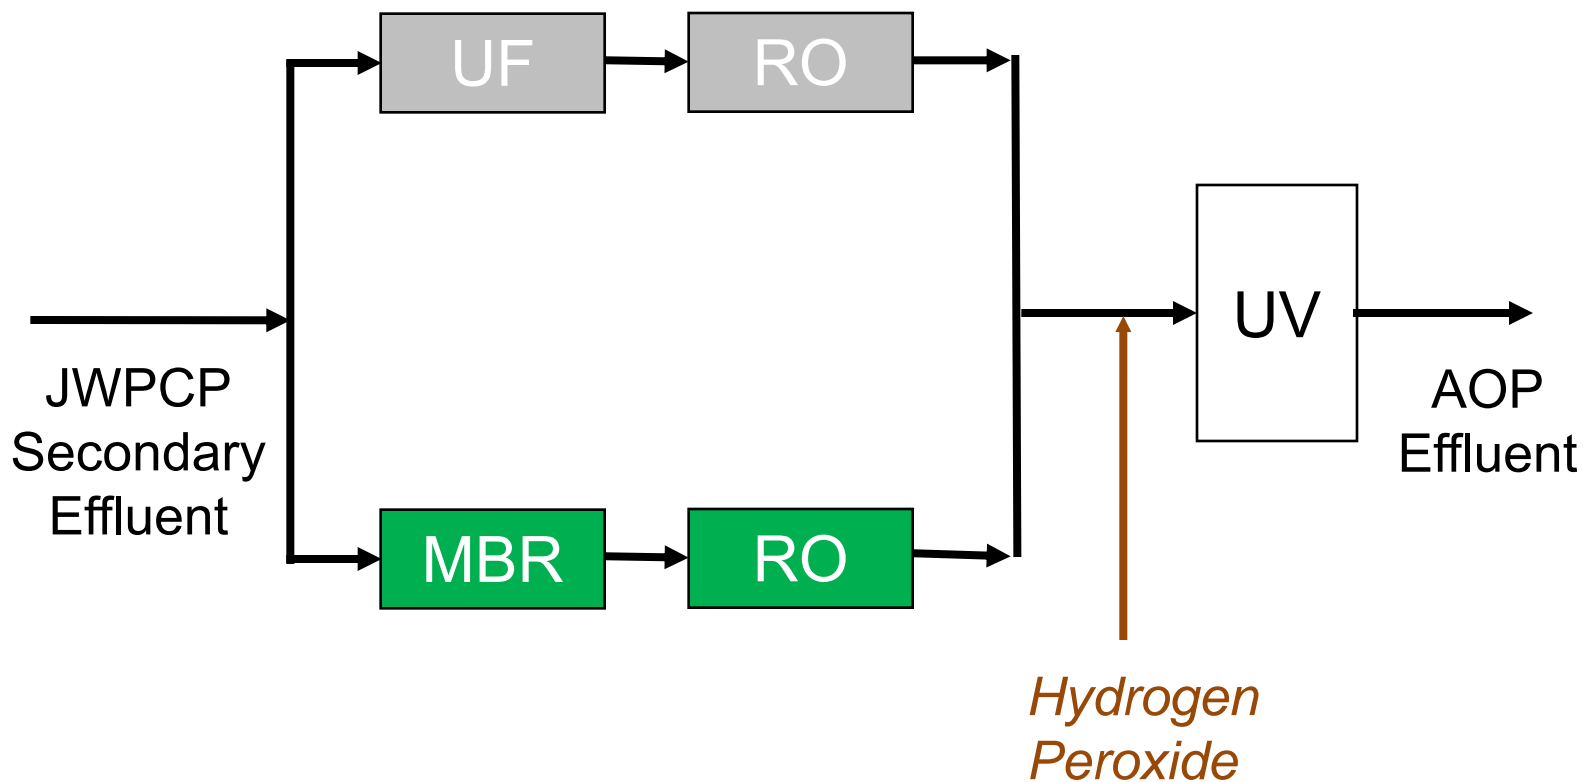 UF
RO
UV
JWPCP
Secondary
Effluent
AOP
Effluent
MBR
RO
Hydrogen
Peroxide